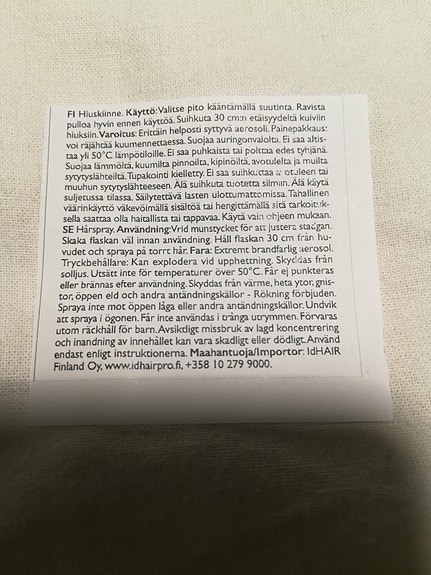 FI Hiuskiinne. Käyttö: Valitse pito kääntämällä suutinta. Ravista
pulloa hyvin ennen käyttöä. Suihkuta 30 cm:n etäisyydeltä kuiviin
hiuksiin. Varoitus: Erittäin helposti syttyvä aerosoli. Painepakkaus:
voi räjähtää kuumennettaessa. Suojaa auringonvalolta. Ei saa altis-
taa yli 50°C lämpötiloille. Ei saa puhkaista tai polttaa edes tyhjänä.
Suojaa lämmöltä, kuumilta pinnoilta, kipinöiltä, avotulelta ja muilta
sytytyslähteiltä. Tupakointi kielletty. Ei saa suihkuttaa avotuleen tai
muuhun sytytyslähteeseen. Älä suihkuta tuotetta silmiin. Älä käytä
suljetussa tilassa. Säilytettävä lasten ulottumattomissa. Tahallinen
väärinkäyttö väkevöimällä sisältöä ja hengittämällä sitä tarkoituk-
sella saattaa olla haitallista tai tappavaa. Käytä vain ohjeen mukaan.
SE Hårspray. Användning: Vrid munstycket för att justera stadgan.
Skaka flaskan väl innan användning. Håll flaskan 30 cm från hu-
vudet och spraya på torrt hår. Fara: Extremt brandfarlig aerosol.
Tryckbehållare: Kan explodera vid upphettning. Skyddas från
solljus. Utsätt inte för temperaturer över 50°C. Får ej punkteras
eller brännas efter användning. Skyddas från värme, heta ytor, gnis-
tor, öppen eld och andra antändningskällor - Rökning förbjuden.
Spraya inte mot öppen låga eller andra antändningskällor. Undvik
att spraya i ögonen. Får inte användas i trånga utrymmen. Förvaras
utom räckhåll för barn. Avsiktligt missbruk av lagd koncentrering
och inandning av innehållet kan vara skadligt eller dödligt. Använd
endast enligt instruktionerna. Maahantuoja/Importor: IdHAIR
Finland Oy, www.idhairpro.fi, +358 10 279 9000.